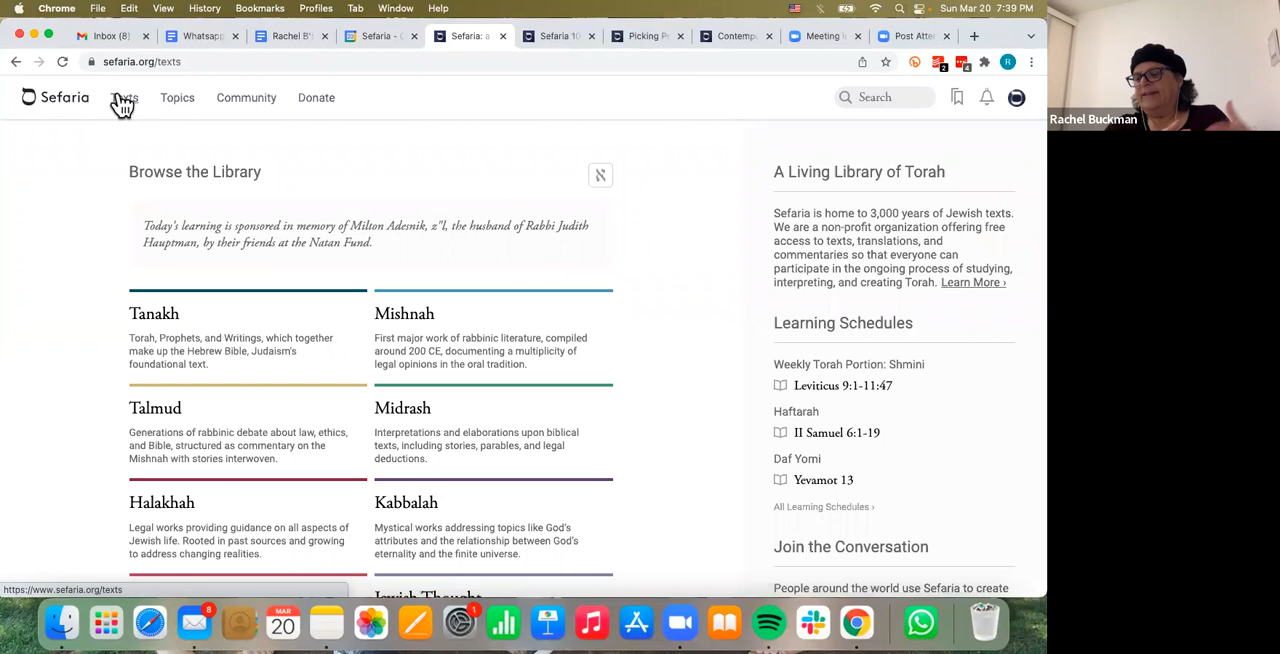 Chrome File Edit View History Bookmarks Profiles Tab Window Help Sun Mar 20 7:39 PM
Inbox (8) Whatsapp Rachel B's Sefaria - Sefaria: a Sefaria 10 Picking P Contemp Meeting Post Atte
sefaria.org/texts R
2 4
Sefaria Texts Topics Community Donate Search
Rachel Buckman
Browse the Library
א
Today's learning is sponsored in memory of Milton Adesnik, z"l, the husband of Rabbi Judith
Hauptman, by their friends at the Natan Fund.
Tanakh
Torah, Prophets, and Writings, which together
make up the Hebrew Bible, Judaism's
foundational text.
Mishnah
First major work of rabbinic literature, compiled
around 200 CE, documenting a multiplicity of
legal opinions in the oral tradition.
Talmud
Generations of rabbinic debate about law, ethics,
and Bible, structured as commentary on the
Mishnah with stories interwoven.
Midrash
Interpretations and elaborations upon biblical
texts, including stories, parables, and legal
deductions.
Halakhah
Legal works providing guidance on all aspects of
Jewish life. Rooted in past sources and growing
to address changing realities.
Kabbalah
Mystical works addressing topics like God's
attributes and the relationship between God's
eternality and the finite universe.
Jewish Thought
A Living Library of Torah
Sefaria is home to 3,000 years of Jewish texts.
We are a non-profit organization offering free
access to texts, translations, and
commentaries so that everyone can
participate in the ongoing process of studying,
interpreting, and creating Torah. Learn More ›
Learning Schedules
Weekly Torah Portion: Shmini
Leviticus 9:1-11:47
Haftarah
II Samuel 6:1-19
Daf Yomi
Yevamot 13
All Learning Schedules ›
Join the Conversation
People around the world use Sefaria to create
https://www.sefaria.org/texts
8
MAR
20
1